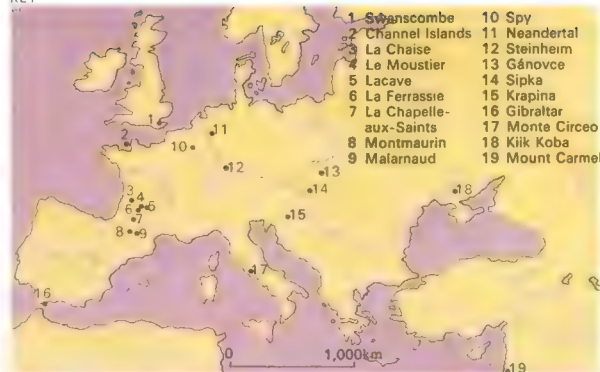 KEY
1 Swanscombe
2 Channel Islands
3 La Chaise
4 Le Moustier
5 Lacave
6 La Ferrassie
7 La Chapelle-
aux-Saints
8 Montmaurin
9 Malarnaud
10 Spy
11 Neandertal
12 Steinheim
13 Gánovce
14 Sipka
15 Krapina
16 Gibraltar
17 Monte Circeo
18 Kiik Koba
19 Mount Carmel
1
2
11
10
12
13
14
3
4
6
5
7
8
9
15
18
17
16
0 1,000km
19